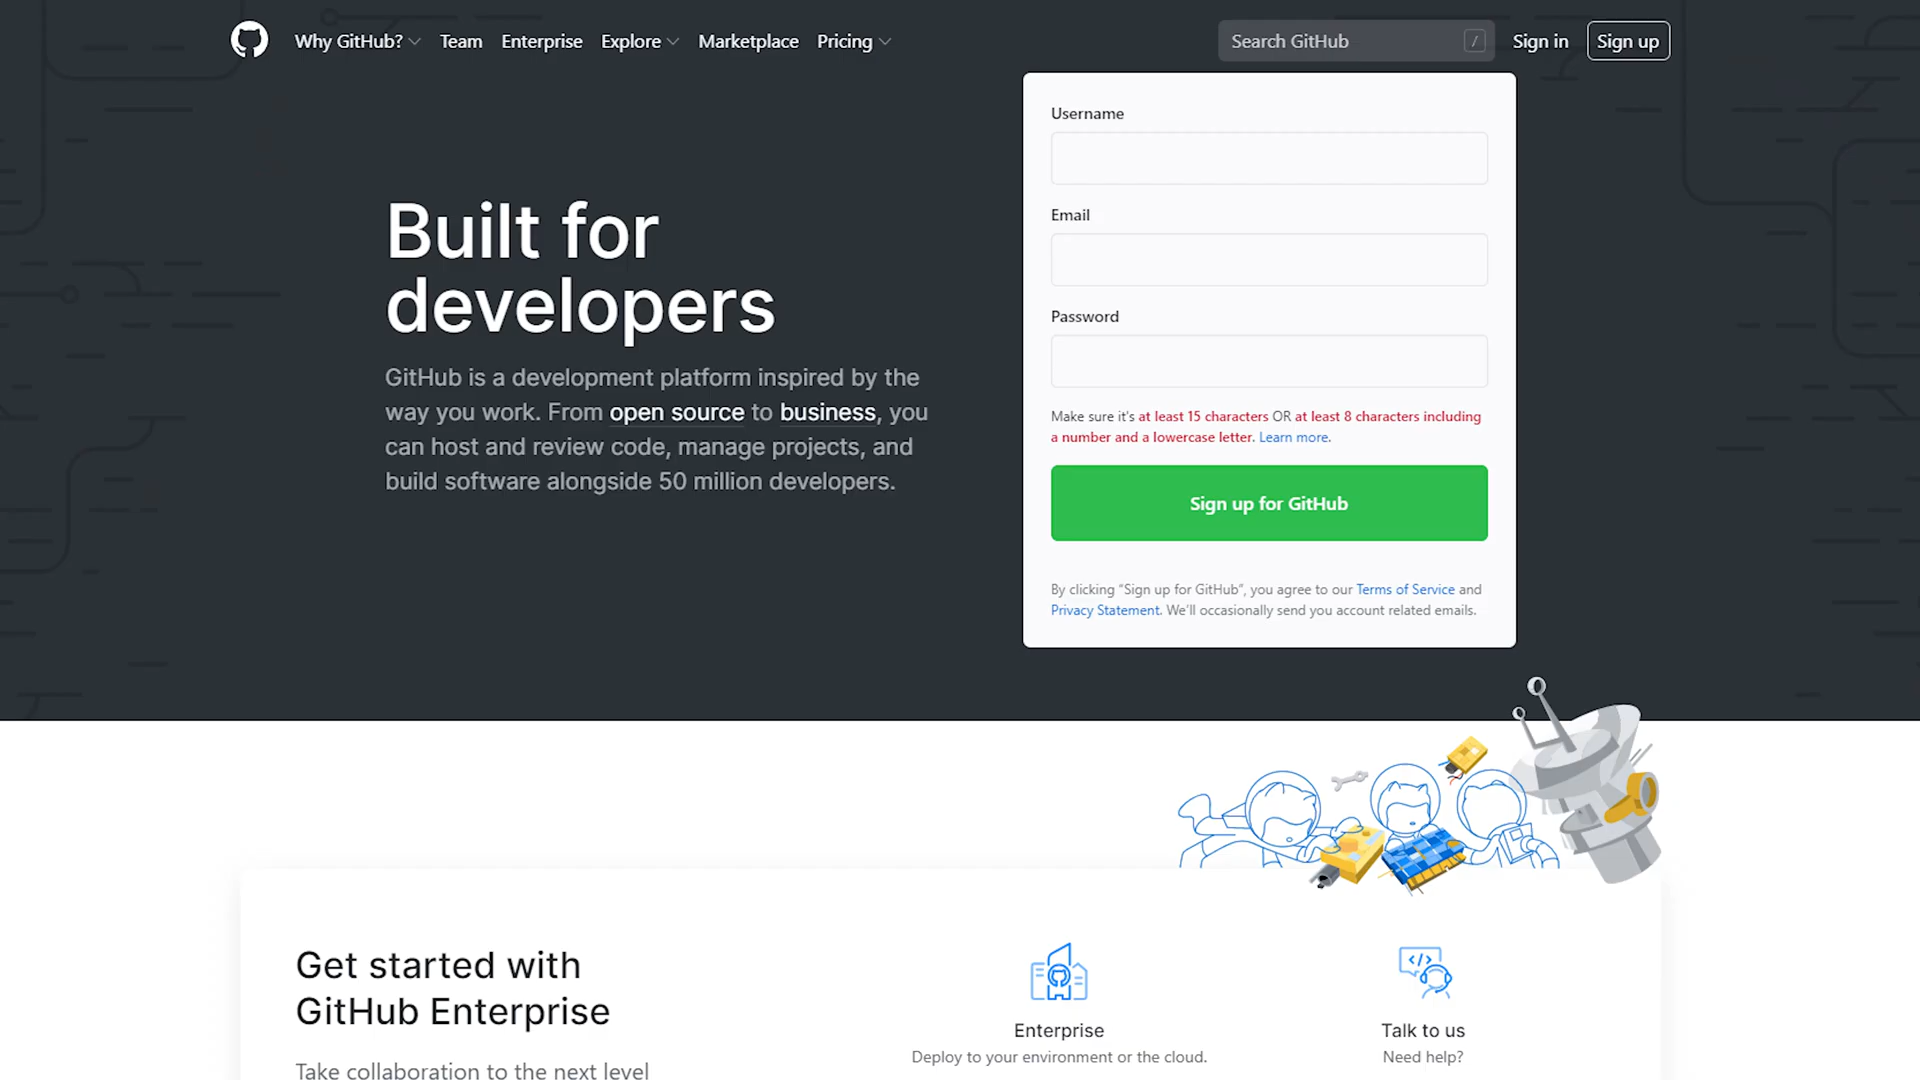 Why GitHub? Team Enterprise Explore Marketplace Pricing Search GitHub / Sign in Sign up
Built for
developers
GitHub is a development platform inspired by the
way you work. From open source to business, you
can host and review code, manage projects, and
build software alongside 50 million developers.
Username
Email
Password
Make sure it's at least 15 characters OR at least 8 characters including
a number and a lowercase letter. Learn more.
Sign up for GitHub
By clicking “Sign up for GitHub”, you agree to our Terms of Service and
Privacy Statement. We’ll occasionally send you account related emails.
Get started with
GitHub Enterprise
Take collaboration to the next level
Enterprise
Deploy to your environment or the cloud.
Talk to us
Need help?